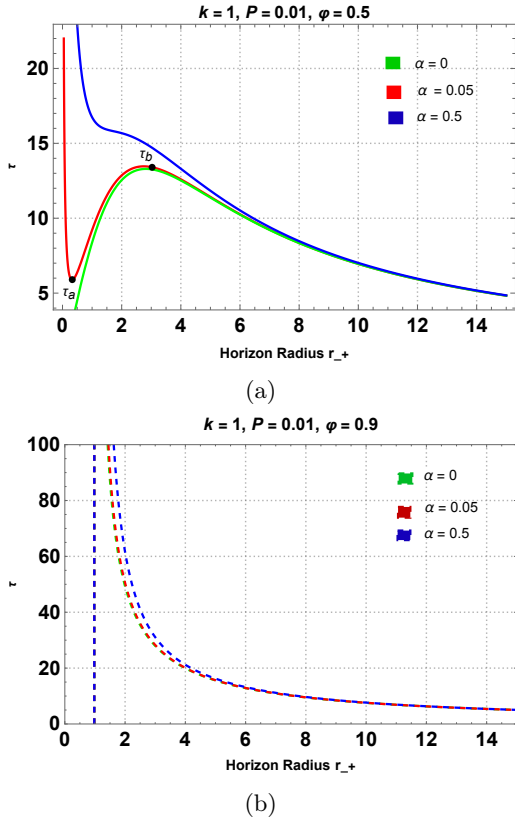 k = 1, P = 0.01, φ = 0.5
α = 0
α = 0.05
α = 0.5
τ_b
τ_a
τ
20
15
10
5
0 2 4 6 8 10 12 14
Horizon Radius r_+
(a)
k = 1, P = 0.01, φ = 0.9
α = 0
α = 0.05
α = 0.5
τ
100
80
60
40
20
0
0 2 4 6 8 10 12 14
Horizon Radius r_+
(b)